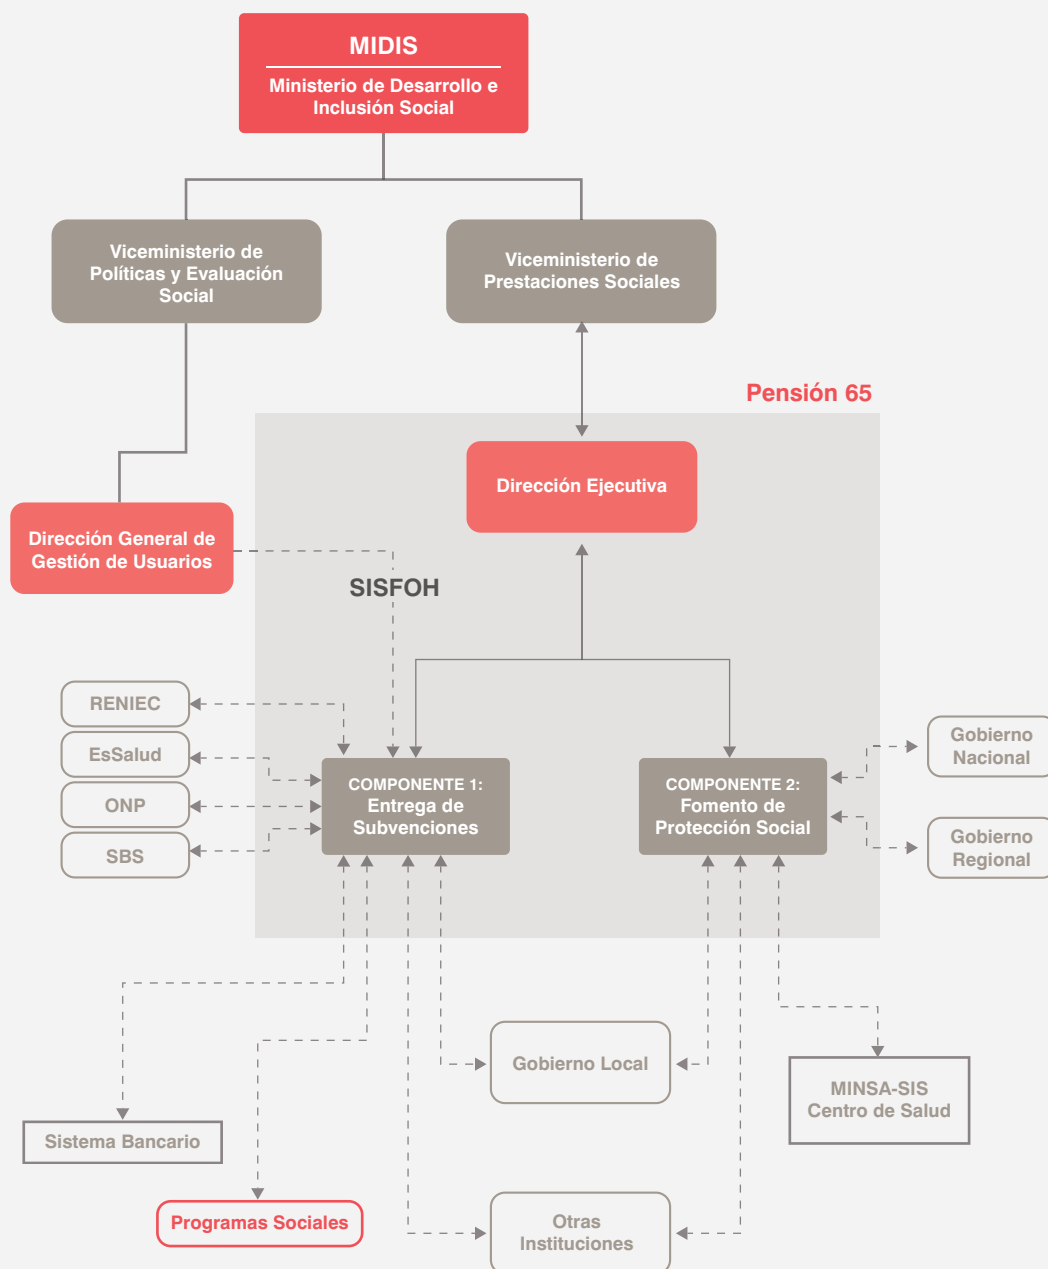 MIDIS
Ministerio de Desarrollo e
Inclusión Social
Viceministerio de
Políticas y Evaluación
Social
Viceministerio de
Prestaciones Sociales
Pensión 65
Dirección Ejecutiva
Dirección General de
Gestión de Usuarios
SISFOH
RENIEC
EsSalud
ONP
SBS
COMPONENTE 1:
Entrega de
Subvenciones
COMPONENTE 2:
Fomento de
Protección Social
Gobierno
Nacional
Gobierno
Regional
Gobierno Local
MINSA-SIS
Centro de Salud
Sistema Bancario
Programas Sociales
Otras
Instituciones